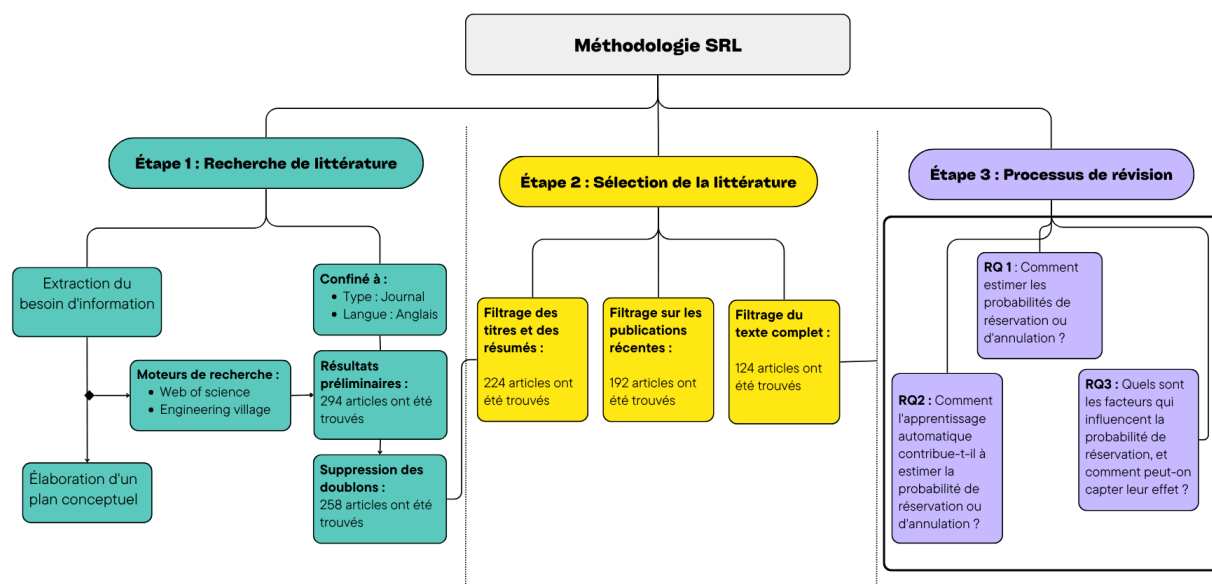 Méthodologie SRL
Étape 1 : Recherche de littérature
Extraction du
besoin d'information
Moteurs de recherche :
• Web of science
• Engineering village
Élaboration d'un
plan conceptuel
Confiné à :
• Type : Journal
• Langue : Anglais
Résultats
préliminaires :
294 articles ont été
trouvés
Suppression des
doublons :
258 articles ont été
trouvés
Étape 2 : Sélection de la littérature
Filtrage des
titres et des
résumés :
224 articles ont
été trouvés
Filtrage sur les
publications
récentes :
192 articles ont
été trouvés
Filtrage du
texte complet :
124 articles ont
été trouvés
Étape 3 : Processus de révision
RQ 1 : Comment
estimer les
probabilités de
réservation ou
d'annulation ?
RQ2 : Comment
l'apprentissage
automatique
contribue-t-il à
estimer la
probabilité de
réservation ou
d'annulation ?
RQ3 : Quels sont
les facteurs qui
influencent la
probabilité de
réservation, et
comment peut-on
capter leur effet ?